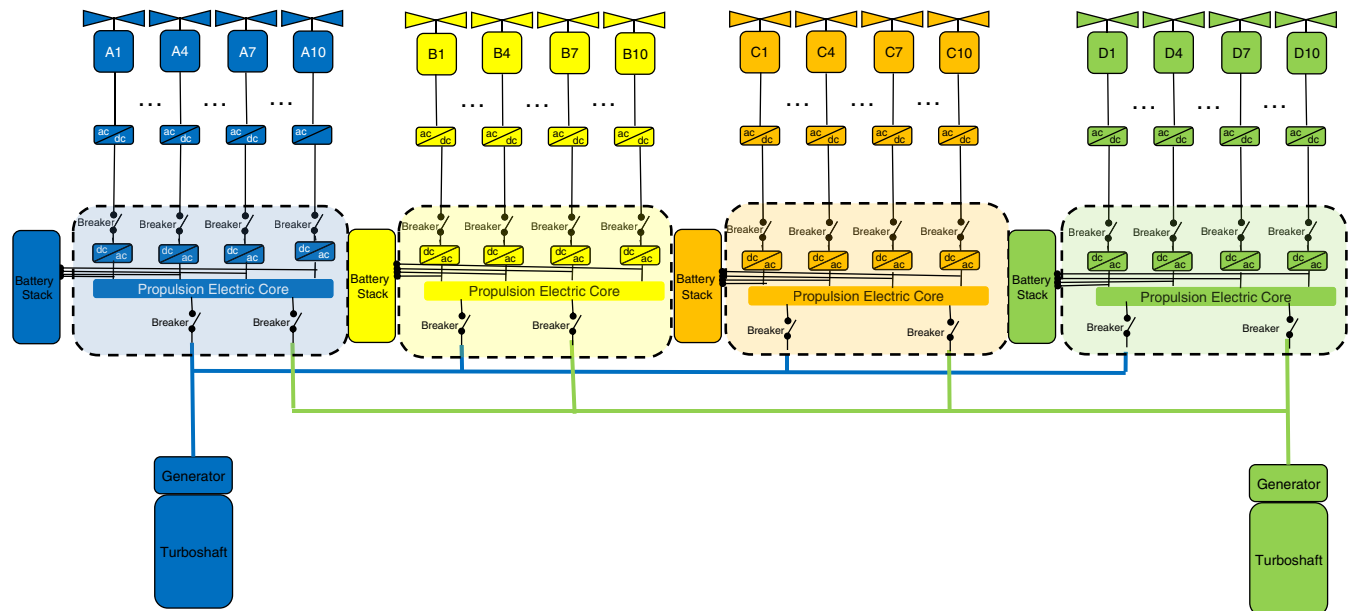 A1 A4 A7 A10 B1 B4 B7 B10 C1 C4 C7 C10 D1 D4 D7 D10
... ... ... ... ... ... ... ... ... ... ... ...
ac dc ac dc ac dc ac dc ac dc ac dc ac dc ac dc ac dc ac dc ac dc ac dc ac dc ac dc ac dc ac dc
Breaker Breaker Breaker Breaker Breaker Breaker Breaker Breaker Breaker Breaker Breaker Breaker Breaker Breaker Breaker Breaker
dc ac dc ac dc ac dc ac dc ac dc ac dc ac dc ac dc ac dc ac dc ac dc ac dc ac dc ac dc ac dc ac
Battery Battery Battery Battery
Stack Stack Stack Stack
Propulsion Electric Core Propulsion Electric Core Propulsion Electric Core Propulsion Electric Core
Breaker Breaker Breaker Breaker Breaker Breaker Breaker Breaker
Generator Generator
Turboshaft Turboshaft